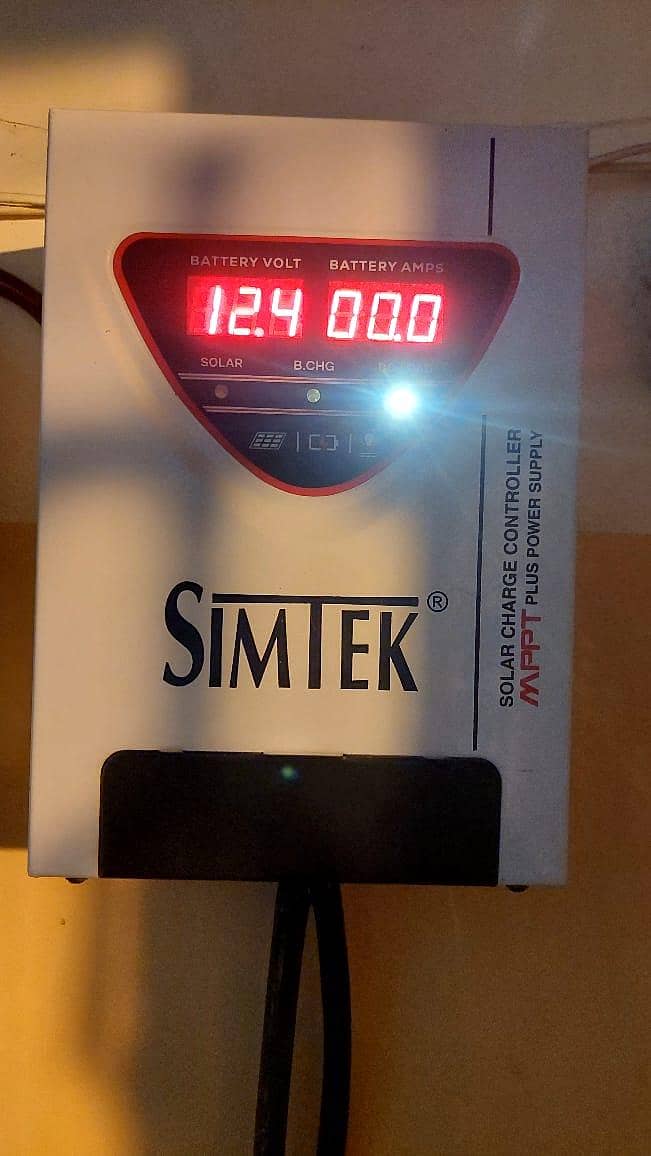 BATTERY VOLT BATTERY AMPS
12.4 00.0
SOLAR B.CHG
SIMTEK®
SOLAR CHARGE CONTROLLER
MPPT PLUS POWER SUPPLY